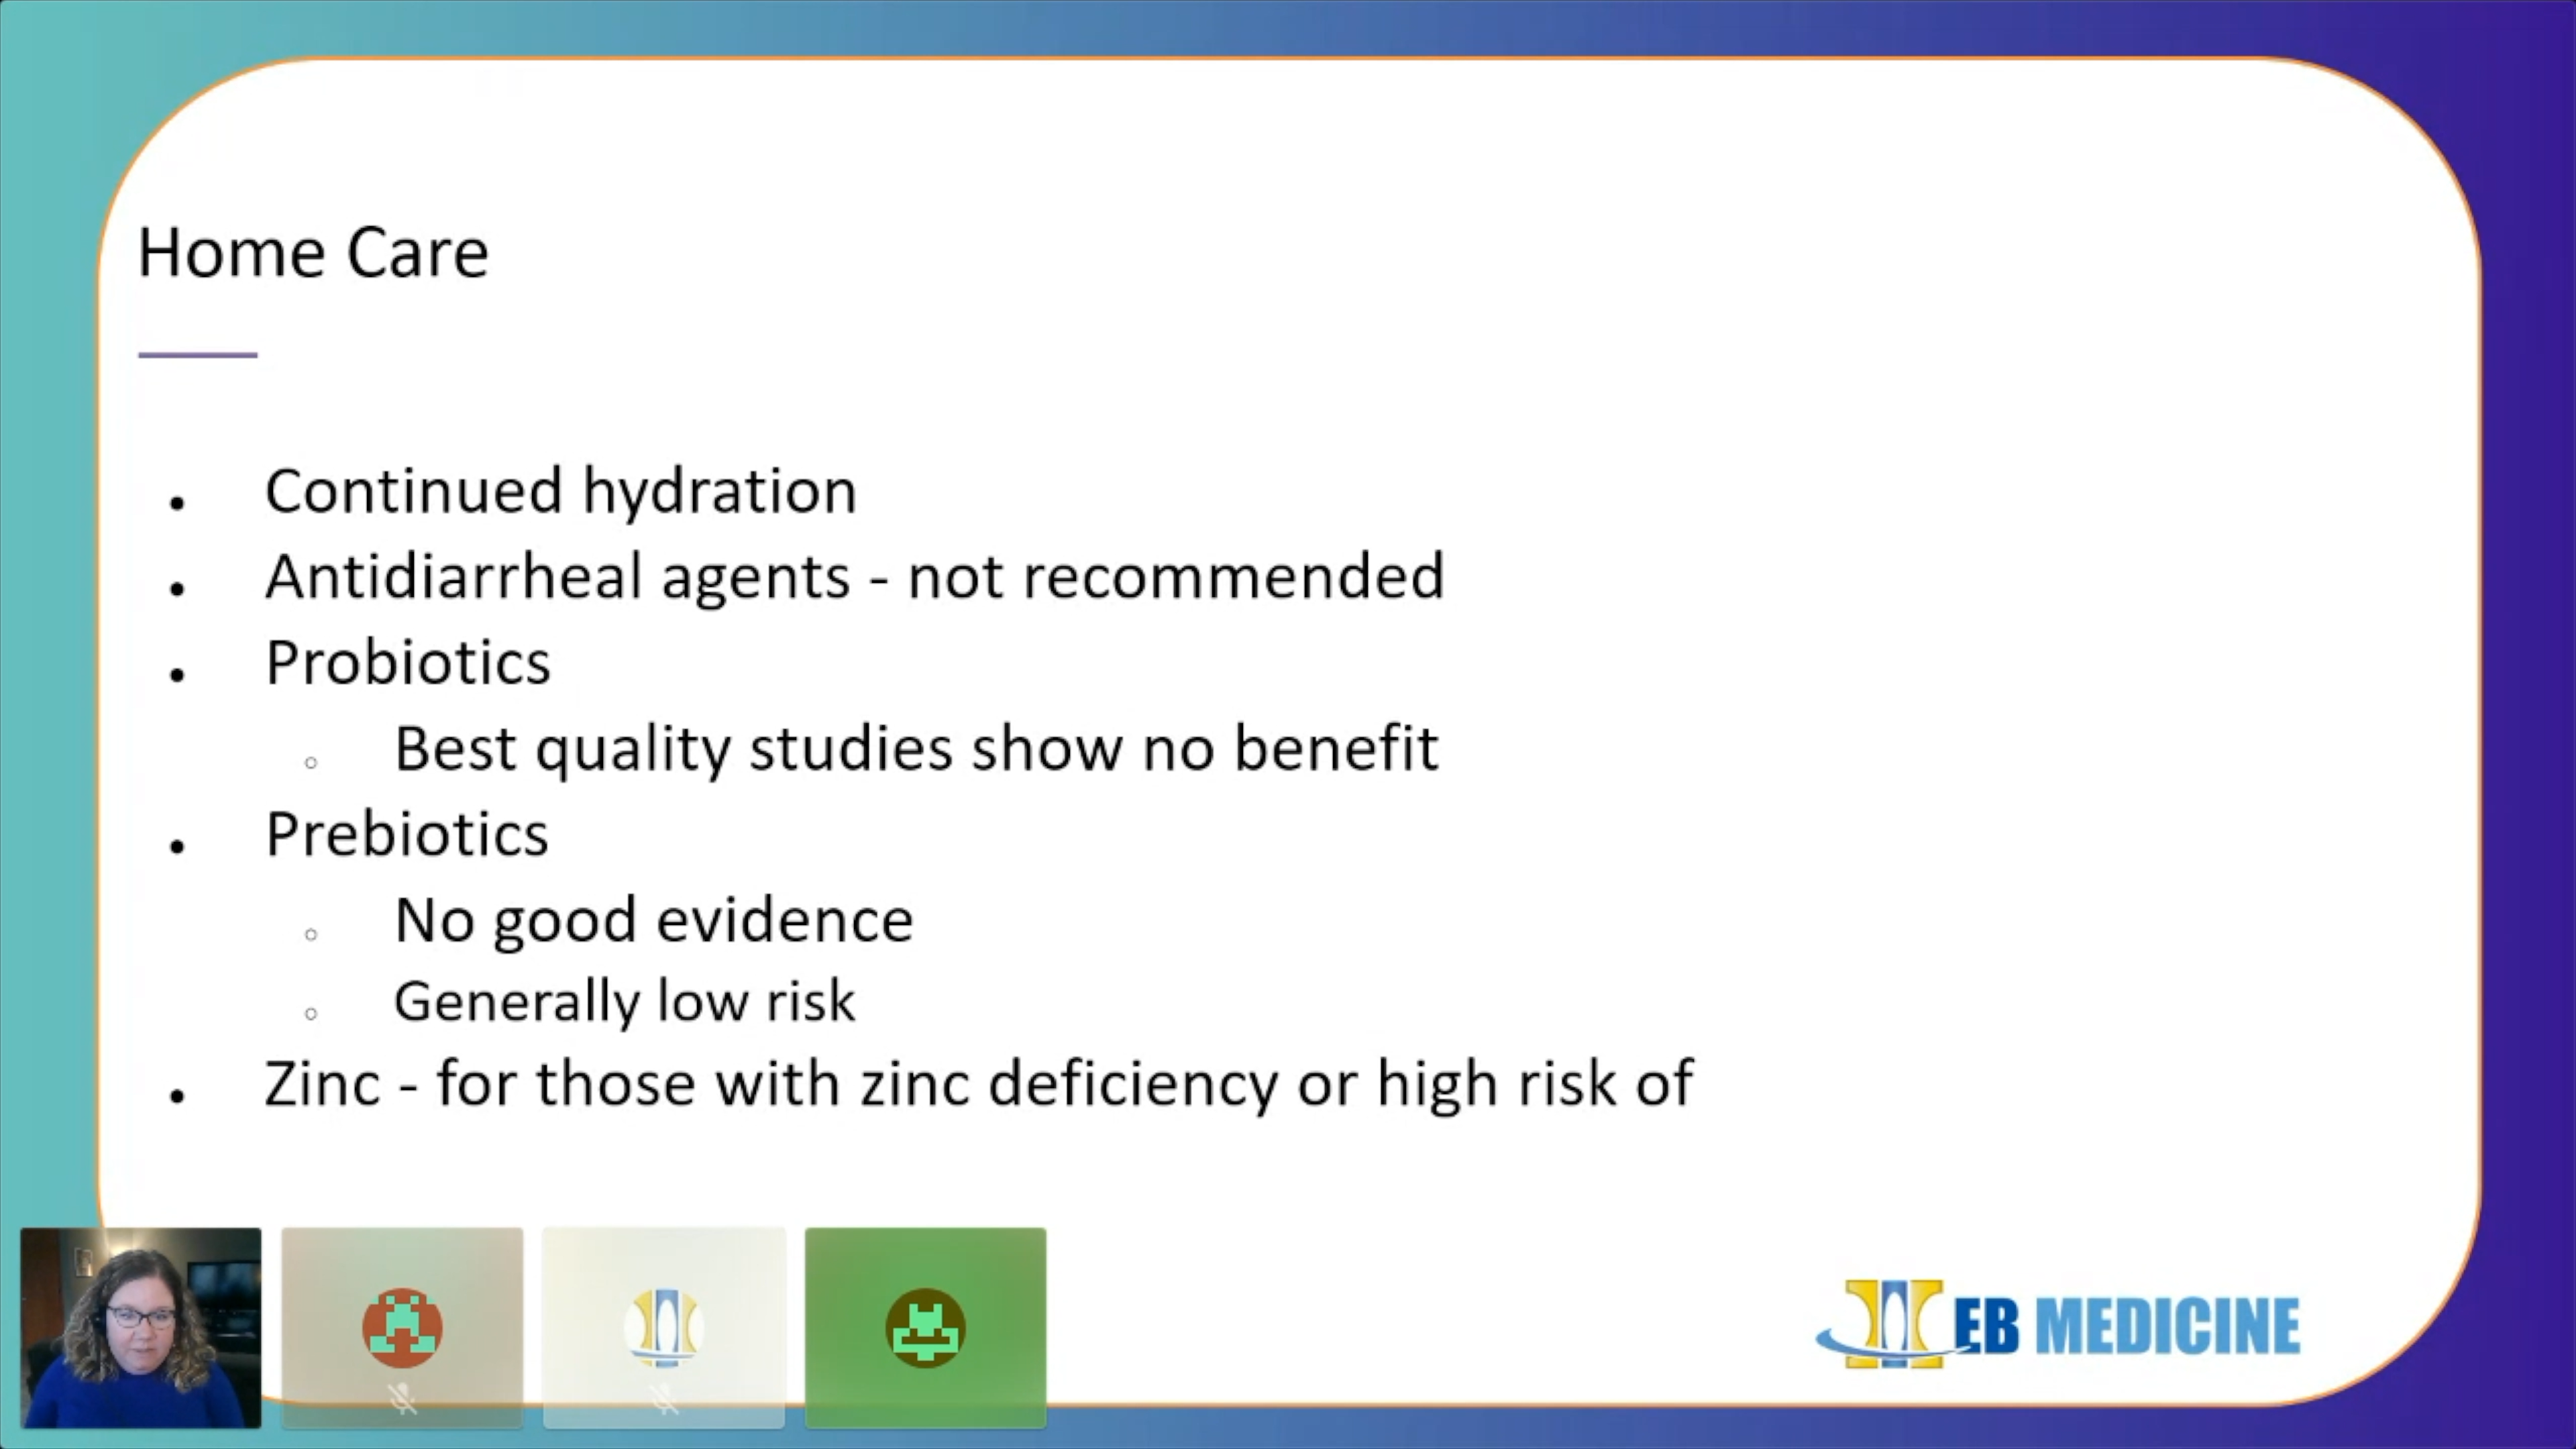 Home Care
Continued hydration
Antidiarrheal agents - not recommended
Probiotics
Best quality studies show no benefit
Prebiotics
No good evidence
Generally low risk
Zinc - for those with zinc deficiency or high risk of
EB MEDICINE